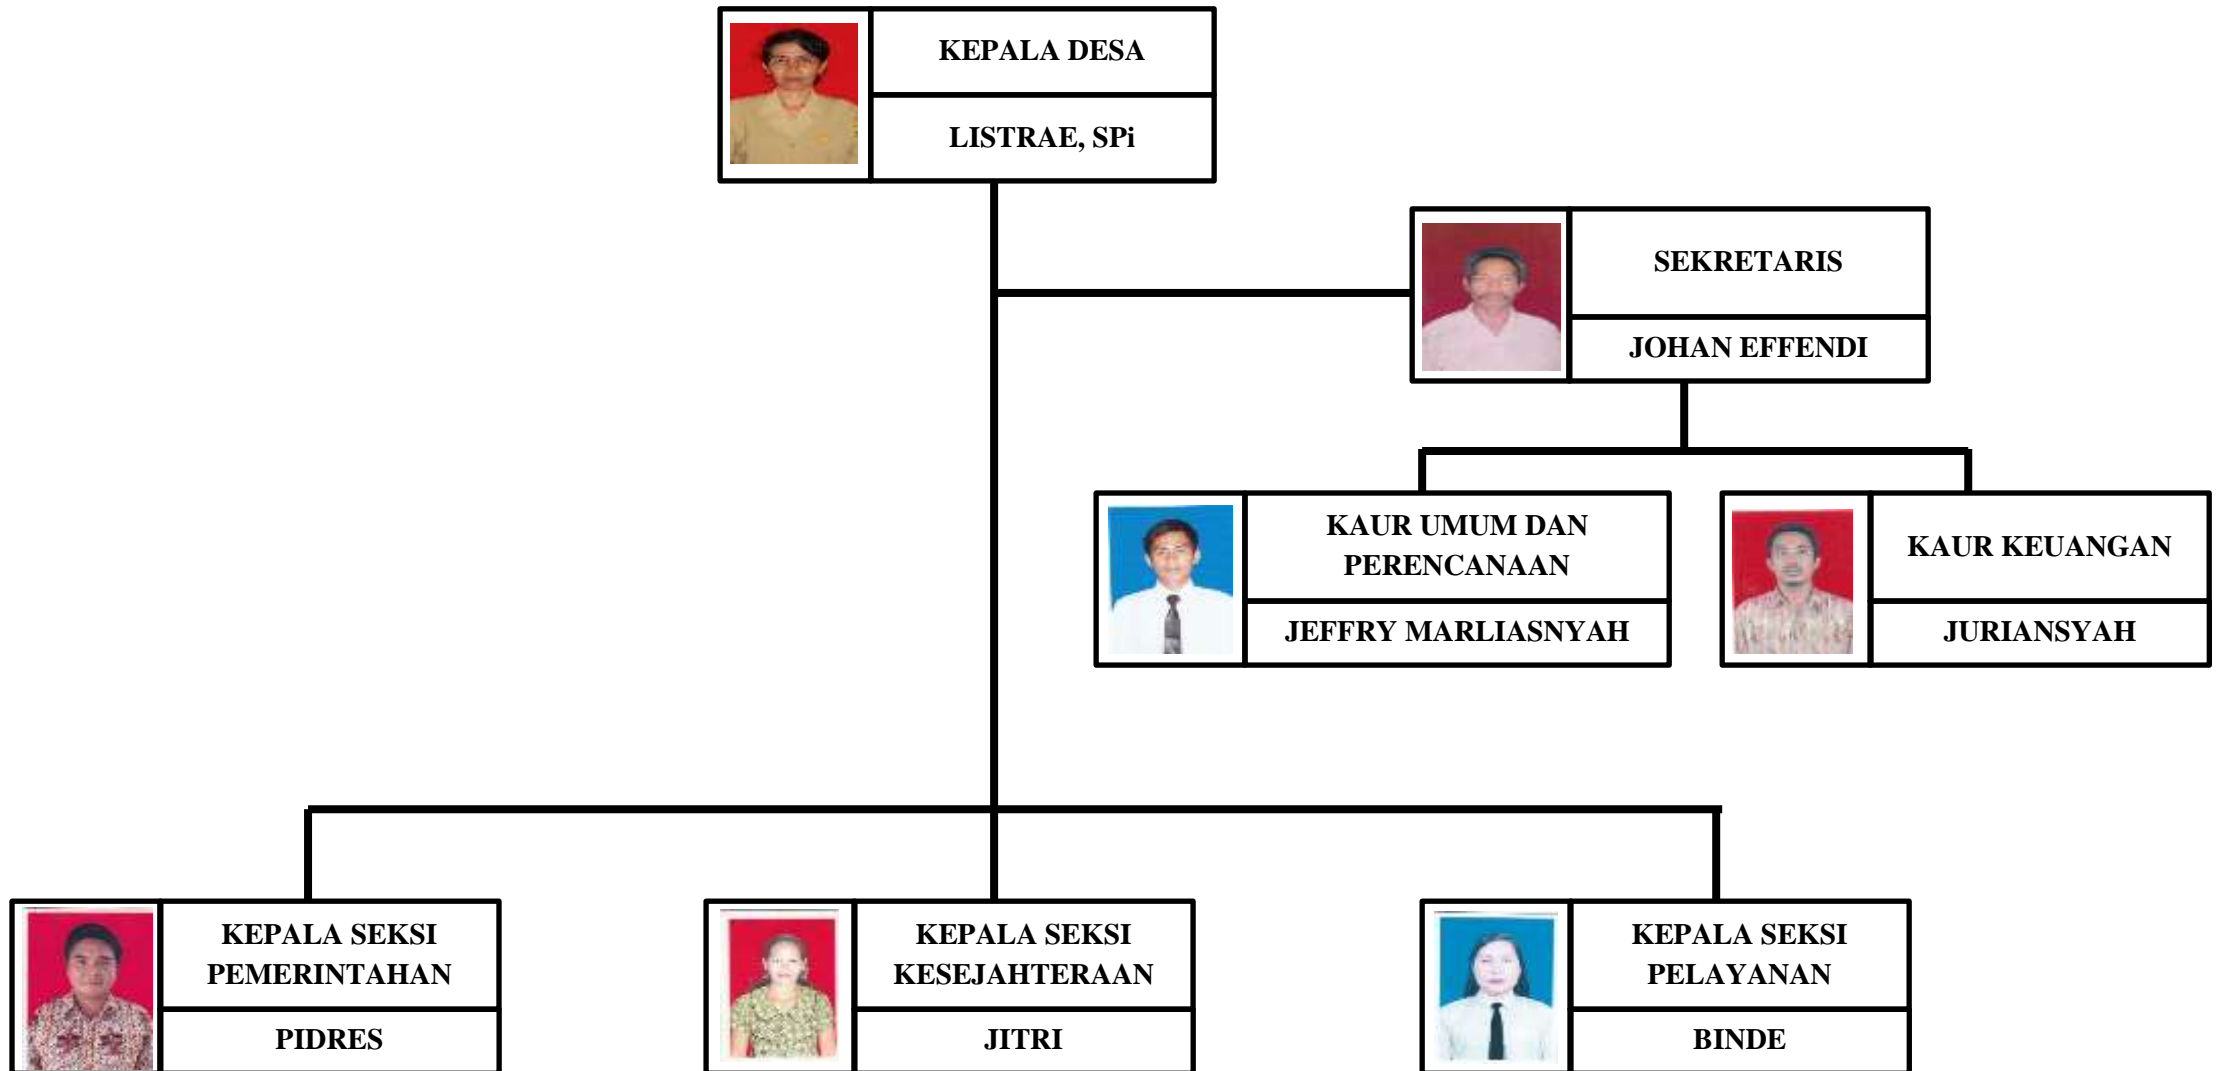 KEPALA DESA
LISTRAE, SPi
SEKRETARIS
JOHAN EFFENDI
KAUR UMUM DAN
PERENCANAAN
JEFFRY MARLIASNYAH
KAUR KEUANGAN
JURIANSYAH
KEPALA SEKSI
PEMERINTAHAN
PIDRES
KEPALA SEKSI
KESEJAHTERAAN
JITRI
KEPALA SEKSI
PELAYANAN
BINDE